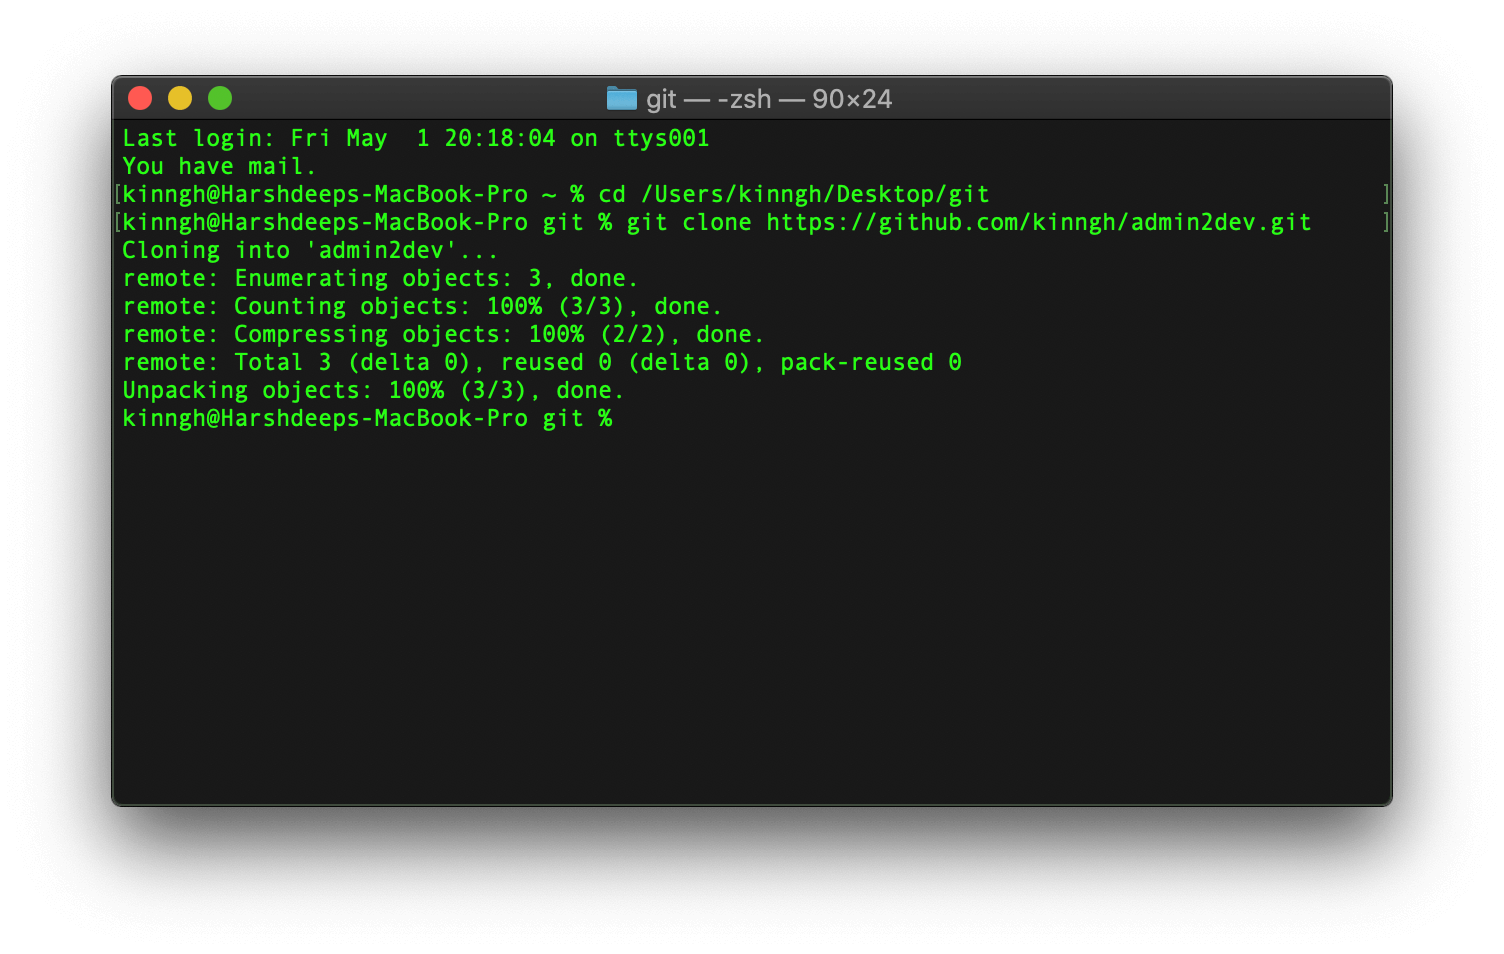 git — -zsh — 90×24
Last login: Fri May  1 20:18:04 on ttys001
You have mail.
[kinngh@Harshdeeps-MacBook-Pro ~ % cd /Users/kinngh/Desktop/git ]
[kinngh@Harshdeeps-MacBook-Pro git % git clone https://github.com/kinngh/admin2dev.git ]
Cloning into 'admin2dev'...
remote: Enumerating objects: 3, done.
remote: Counting objects: 100% (3/3), done.
remote: Compressing objects: 100% (2/2), done.
remote: Total 3 (delta 0), reused 0 (delta 0), pack-reused 0
Unpacking objects: 100% (3/3), done.
kinngh@Harshdeeps-MacBook-Pro git %